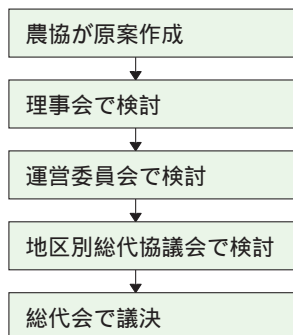 農協が原案作成
理事会で検討
運営委員会で検討
地区別総代協議会で検討
総代会で議決